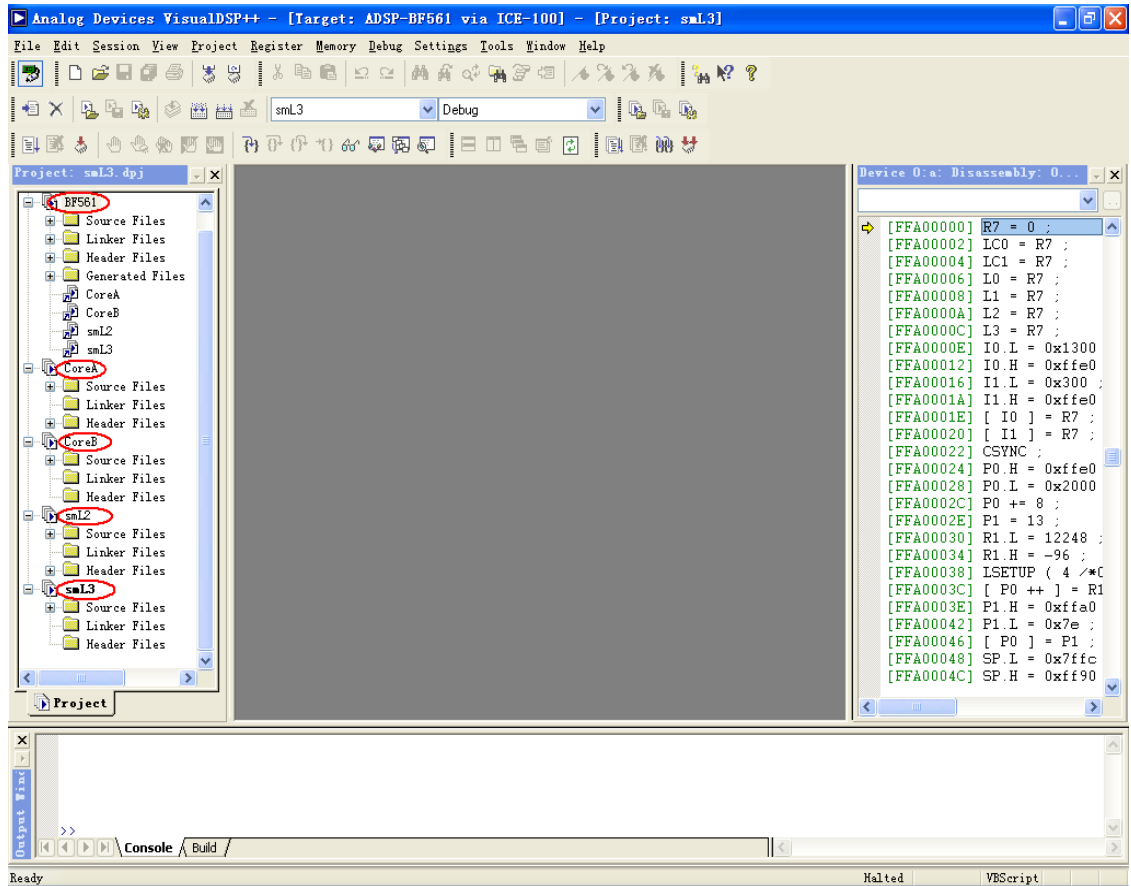 Analog Devices VisualDSP++ - [Target: ADSP-BF561 via ICE-100] - [Project: smL3]
File Edit Session View Project Register Memory Debug Settings Tools Window Help
smL3 Debug
Project: smL3.dpj
BF561
Source Files
Linker Files
Header Files
Generated Files
CoreA
CoreB
smL2
smL3
CoreA
Source Files
Linker Files
Header Files
CoreB
Source Files
Linker Files
Header Files
smL2
Source Files
Linker Files
Header Files
smL3
Source Files
Linker Files
Header Files
Project
Device 0:a: Disassembly: 0...
[FFA00000] R7 = 0 ;
[FFA00002] LC0 = R7 ;
[FFA00004] LC1 = R7 ;
[FFA00006] L0 = R7 ;
[FFA00008] L1 = R7 ;
[FFA0000A] L2 = R7 ;
[FFA0000C] L3 = R7 ;
[FFA0000E] I0.L = 0x1300
[FFA00012] I0.H = 0xffe0
[FFA00016] I1.L = 0x300 ;
[FFA0001A] I1.H = 0xffe0
[FFA0001E] [ I0 ] = R7 ;
[FFA00020] [ I1 ] = R7 ;
[FFA00022] CSYNC ;
[FFA00024] P0.H = 0xffe0
[FFA00028] P0.L = 0x2000
[FFA0002C] P0 += 8 ;
[FFA0002E] P1 = 13 ;
[FFA00030] R1.L = 12248 ;
[FFA00034] R1.H = -96 ;
[FFA00038] LSETUP ( 4 /*0
[FFA0003C] [ P0 ++ ] = R1
[FFA0003E] P1.H = 0xffa0
[FFA00042] P1.L = 0x7e ;
[FFA00046] [ P0 ] = P1 ;
[FFA00048] SP.L = 0x7ffc
[FFA0004C] SP.H = 0xff90
Output Wind
>>
Console Build
Ready Halted VBScript